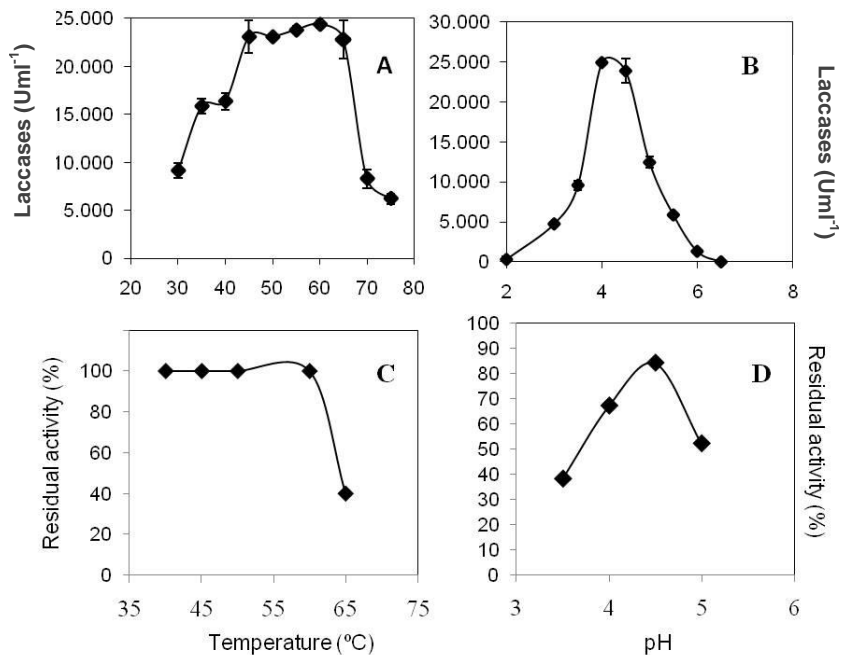 25.000
20.000
15.000
10.000
5.000
0
20 30 40 50 60 70 80
Laccases (Uml⁻¹)
A
30.000
25.000
20.000
15.000
10.000
5.000
0
2 4 6 8
Laccases (Uml⁻¹)
B
100
80
60
40
20
0
35 45 55 65 75
Residual activity (%)
Temperature (ºC)
C
100
90
80
70
60
50
40
30
20
10
0
3 4 5 6
Residual activity (%)
pH
D